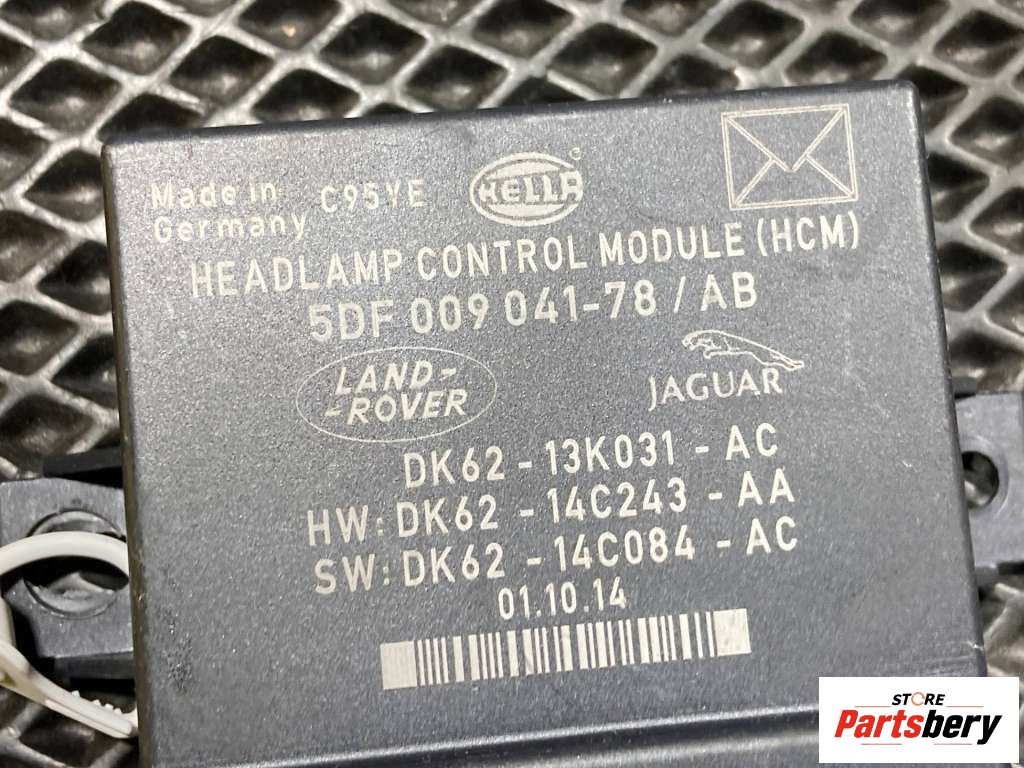 Made in
Germany
C95YE
HELLA®
HEADLAMP CONTROL MODULE (HCM)
5DF 009 041-78 / AB
LAND-
-ROVER
JAGUAR
DK62 - 13K031 - AC
HW: DK62 - 14C243 - AA
SW: DK62 - 14C084 - AC
01.10.14
STORE
Partsbery